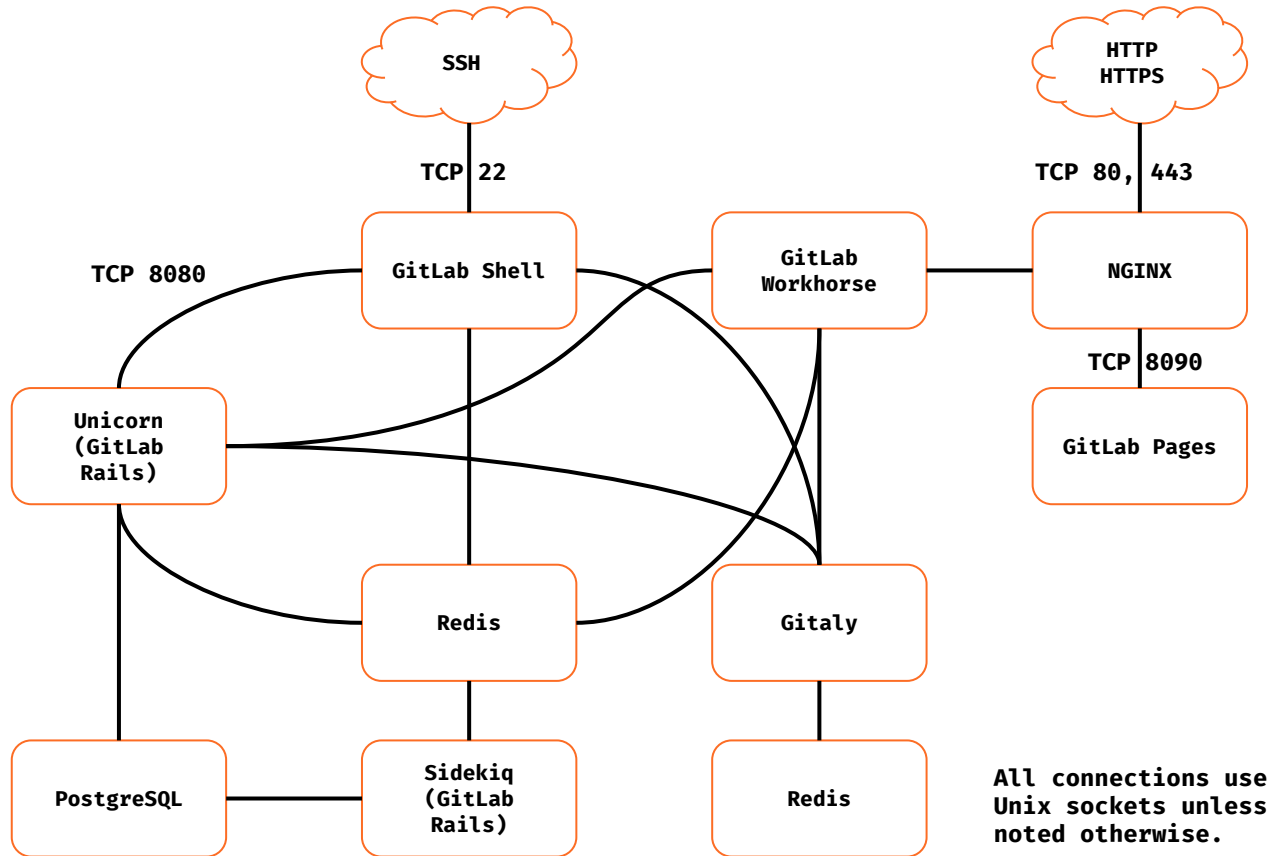 SSH
HTTP
HTTPS
TCP 22
TCP 80, 443
TCP 8080
GitLab Shell
GitLab
Workhorse
NGINX
TCP 8090
Unicorn
(GitLab
Rails)
GitLab Pages
Redis
Gitaly
PostgreSQL
Sidekiq
(GitLab
Rails)
Redis
All connections use
Unix sockets unless
noted otherwise.